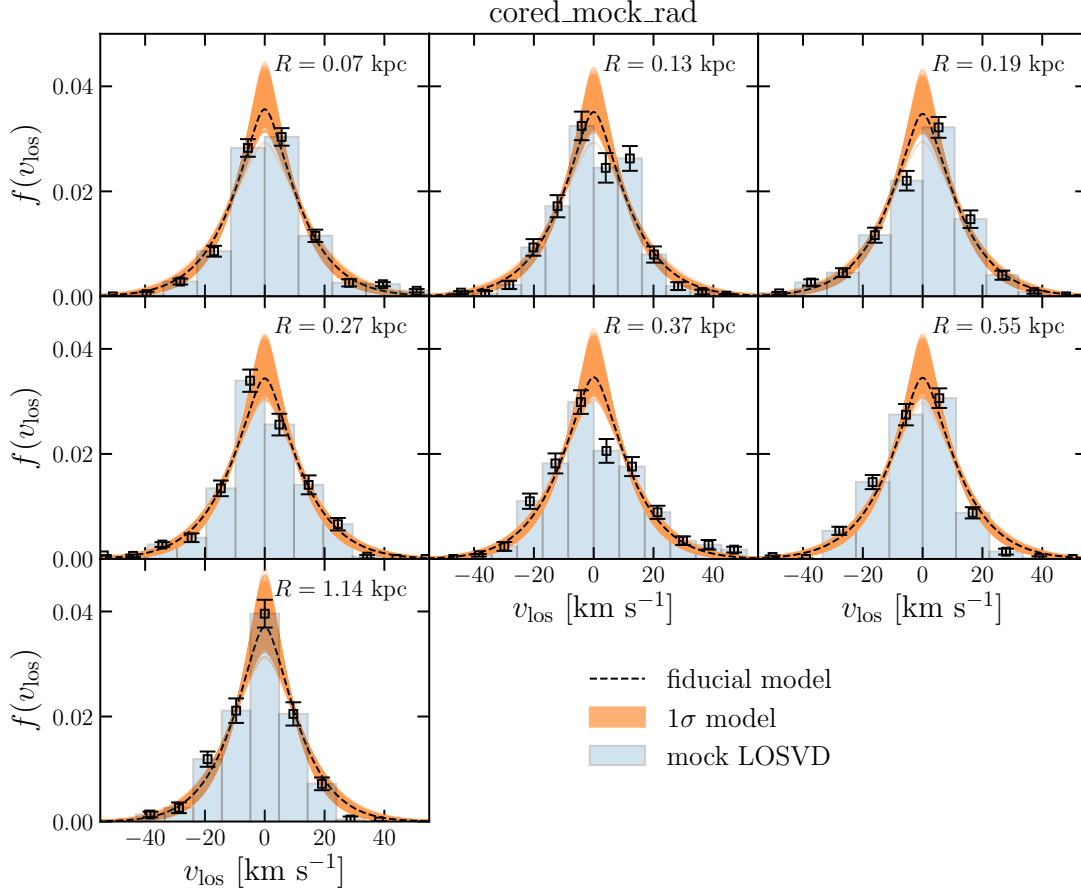 cored_mock_rad
R = 0.07 kpc
R = 0.13 kpc
R = 0.19 kpc
0.04
0.02
0.00
f(v_los)
R = 0.27 kpc
R = 0.37 kpc
R = 0.55 kpc
0.04
0.02
0.00
f(v_los)
−40 −20 0 20 40
v_los [km s⁻¹]
−40 −20 0 20 40
v_los [km s⁻¹]
R = 1.14 kpc
0.04
0.02
0.00
f(v_los)
−40 −20 0 20 40
v_los [km s⁻¹]
fiducial model
1σ model
mock LOSVD